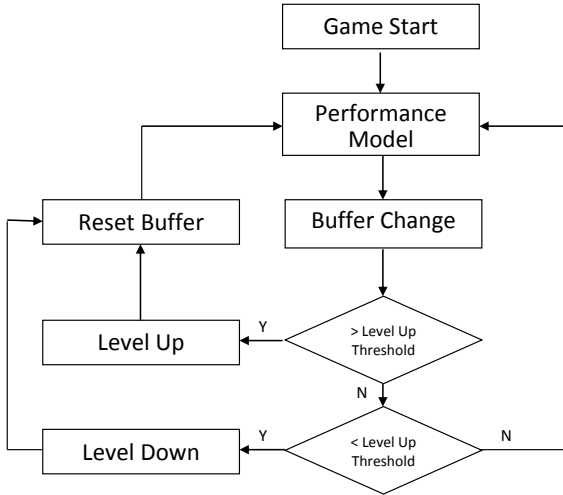 Game Start
Performance
Model
Reset Buffer
Buffer Change
Level Up
Y
> Level Up
Threshold
N
Level Down
Y
< Level Up
Threshold
N